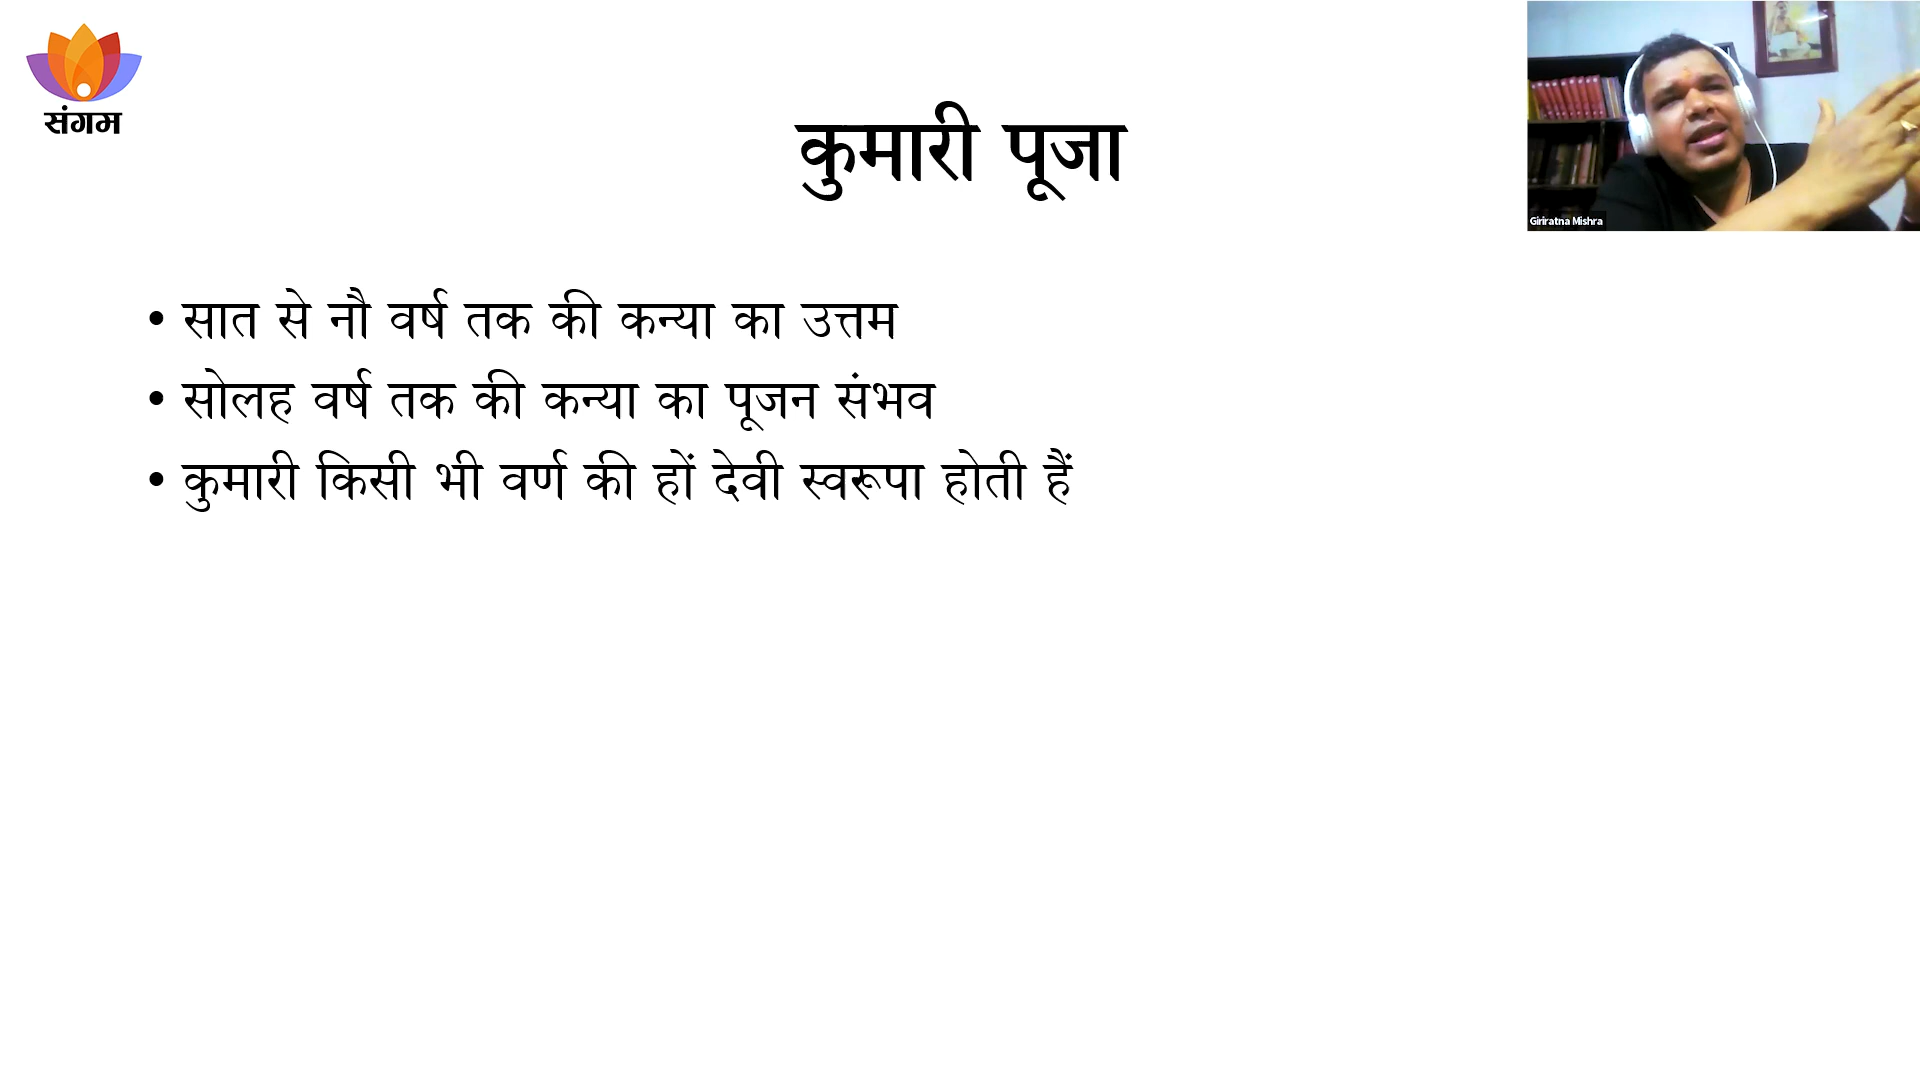 संगम
कुमारी पूजा
Giriratna Mishra
• सात से नौ वर्ष तक की कन्या का उत्तम
• सोलह वर्ष तक की कन्या का पूजन संभव
• कुमारी किसी भी वर्ण की हों देवी स्वरूपा होती हैं